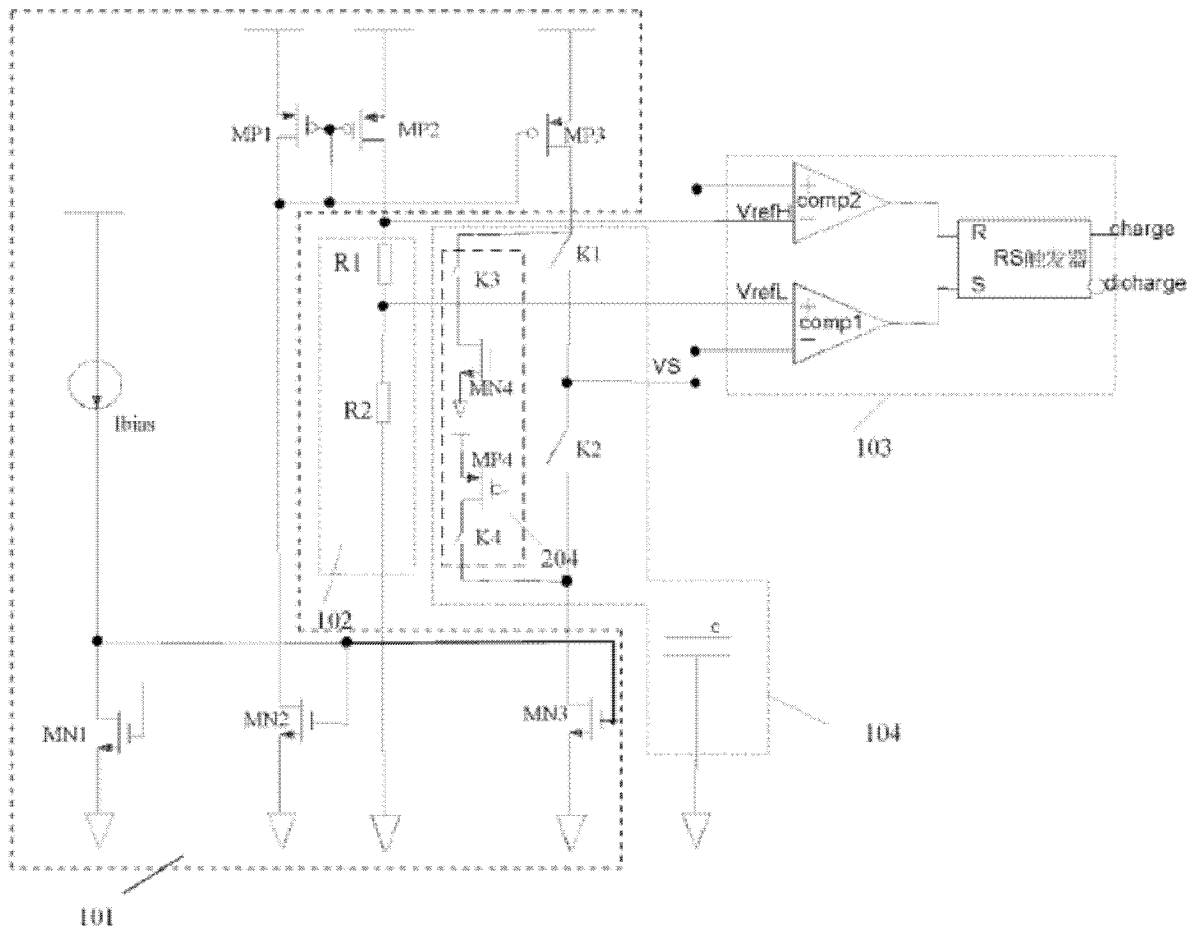 MP1
MP2
MP3
+
comp2
VrefH
−
R
charge
RS触发器
S
dicharge
R1
K3
K1
VrefL
+
comp1
−
VS
MN4
R2
Ibias
MP4
K2
103
K4
204
102
c
MN1
MN2
MN3
104
101